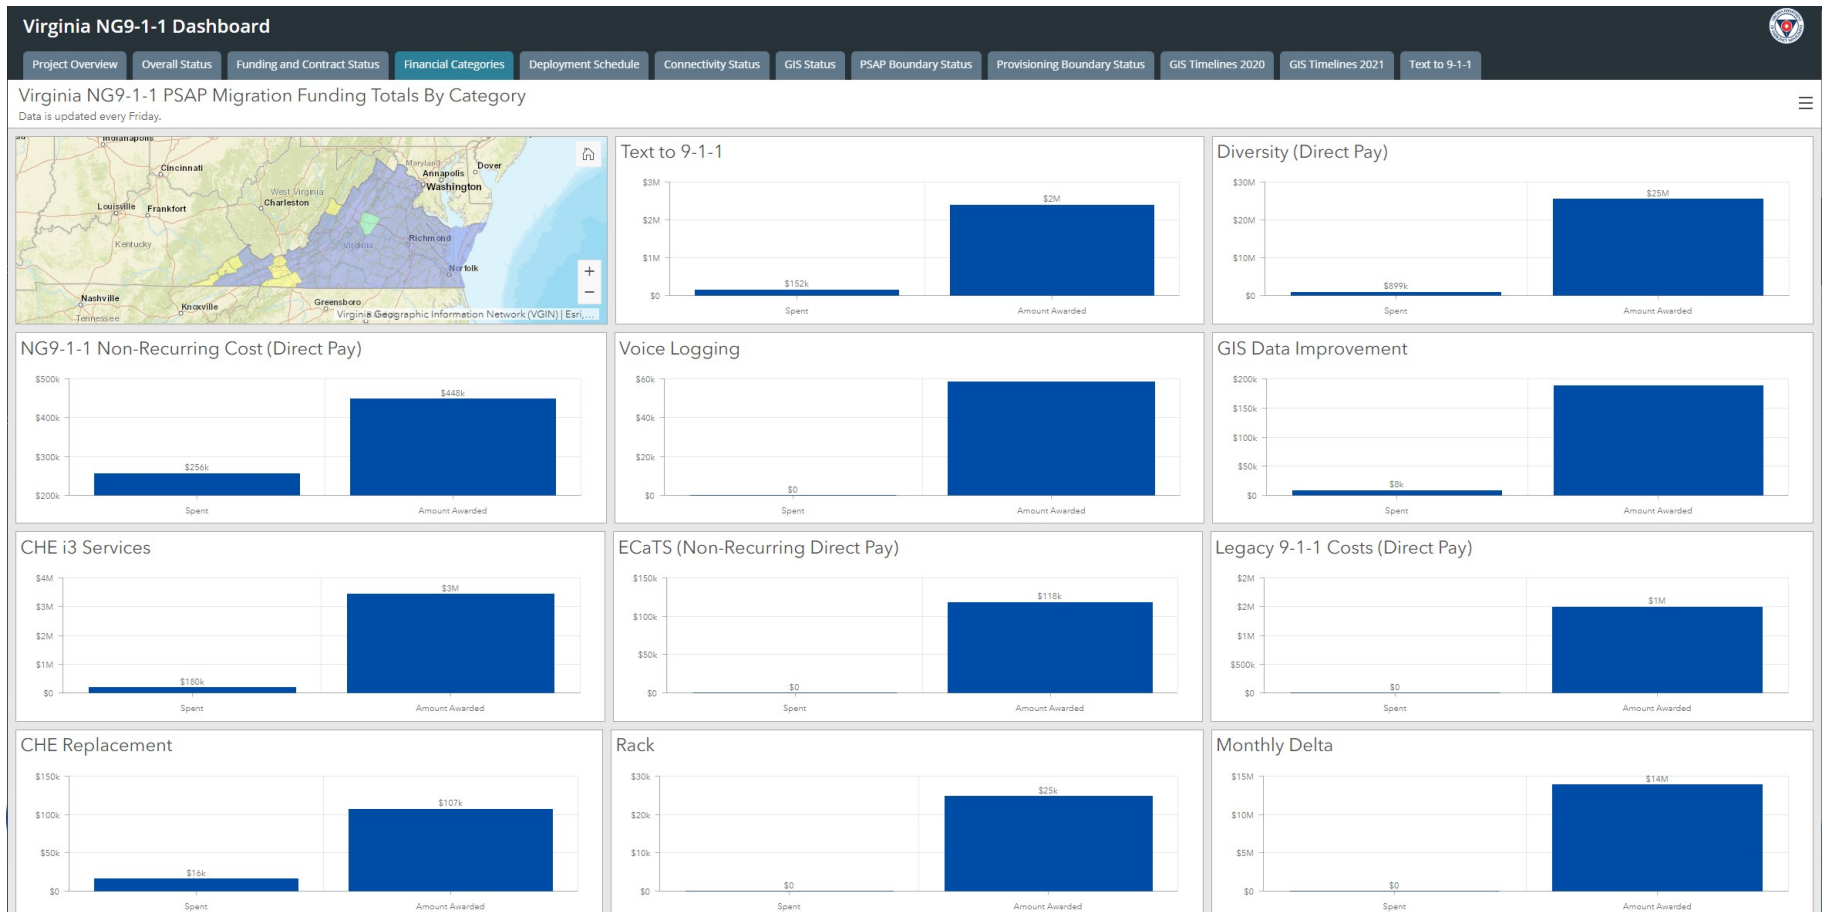 Virginia NG9-1-1 Dashboard
Project Overview
Overall Status
Funding and Contract Status
Financial Categories
Deployment Schedule
Connectivity Status
GIS Status
PSAP Boundary Status
Provisioning Boundary Status
GIS Timelines 2020
GIS Timelines 2021
Text to 9-1-1
Virginia NG9-1-1 PSAP Migration Funding Totals By Category
Data is updated every Friday.
Indianapolis
Cincinnati
Maryland
Dover
Annapolis
Washington
West Virginia
Charleston
Louisville
Frankfort
Kentucky
Virginia
Richmond
Norfolk
+
−
Nashville
Knoxville
Greensboro
Tennessee
Virginia Geographic Information Network (VGIN) | Esri,...
Text to 9-1-1
$3M
$2M
$1M
$0
$152k
$2M
Spent
Amount Awarded
Diversity (Direct Pay)
$30M
$20M
$10M
$0
$899k
$25M
Spent
Amount Awarded
NG9-1-1 Non-Recurring Cost (Direct Pay)
$500k
$400k
$300k
$200k
$256k
$448k
Spent
Amount Awarded
Voice Logging
$60k
$40k
$20k
$0
$0
Spent
Amount Awarded
GIS Data Improvement
$200k
$150k
$100k
$50k
$0
$8k
Spent
Amount Awarded
CHE i3 Services
$4M
$3M
$2M
$1M
$0
$180k
$3M
Spent
Amount Awarded
ECaTS (Non-Recurring Direct Pay)
$150k
$100k
$50k
$0
$0
$118k
Spent
Amount Awarded
Legacy 9-1-1 Costs (Direct Pay)
$2M
$2M
$1M
$500k
$0
$0
$1M
Spent
Amount Awarded
CHE Replacement
$150k
$100k
$50k
$0
$16k
$107k
Spent
Amount Awarded
Rack
$30k
$20k
$10k
$0
$0
$25k
Spent
Amount Awarded
Monthly Delta
$15M
$10M
$5M
$0
$0
$14M
Spent
Amount Awarded